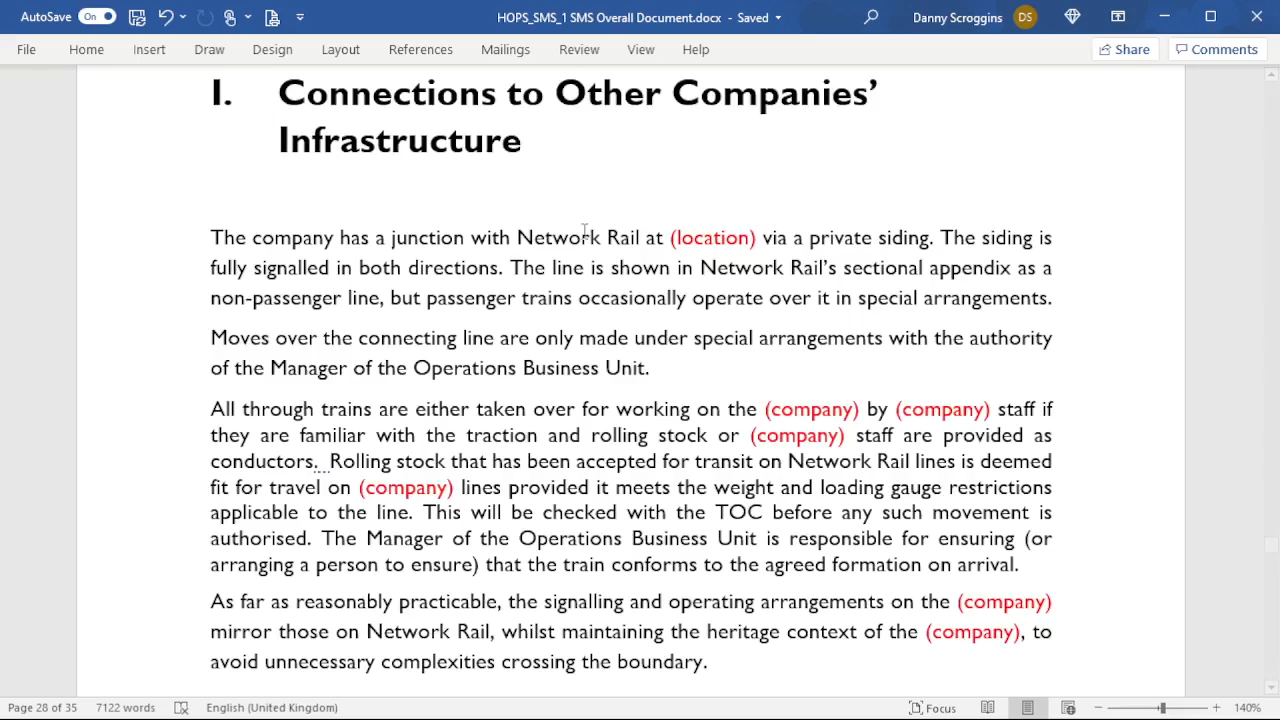 AutoSave On HOPS_SMS_1 SMS Overall Document.docx - Saved Danny Scroggins DS
File Home Insert Draw Design Layout References Mailings Review View Help Share Comments
I. Connections to Other Companies’
Infrastructure
The company has a junction with Network Rail at (location) via a private siding. The siding is
fully signalled in both directions. The line is shown in Network Rail’s sectional appendix as a
non-passenger line, but passenger trains occasionally operate over it in special arrangements.
Moves over the connecting line are only made under special arrangements with the authority
of the Manager of the Operations Business Unit.
All through trains are either taken over for working on the (company) by (company) staff if
they are familiar with the traction and rolling stock or (company) staff are provided as
conductors. Rolling stock that has been accepted for transit on Network Rail lines is deemed
fit for travel on (company) lines provided it meets the weight and loading gauge restrictions
applicable to the line. This will be checked with the TOC before any such movement is
authorised. The Manager of the Operations Business Unit is responsible for ensuring (or
arranging a person to ensure) that the train conforms to the agreed formation on arrival.
As far as reasonably practicable, the signalling and operating arrangements on the (company)
mirror those on Network Rail, whilst maintaining the heritage context of the (company), to
avoid unnecessary complexities crossing the boundary.
Page 28 of 35 7122 words English (United Kingdom) Focus 140%